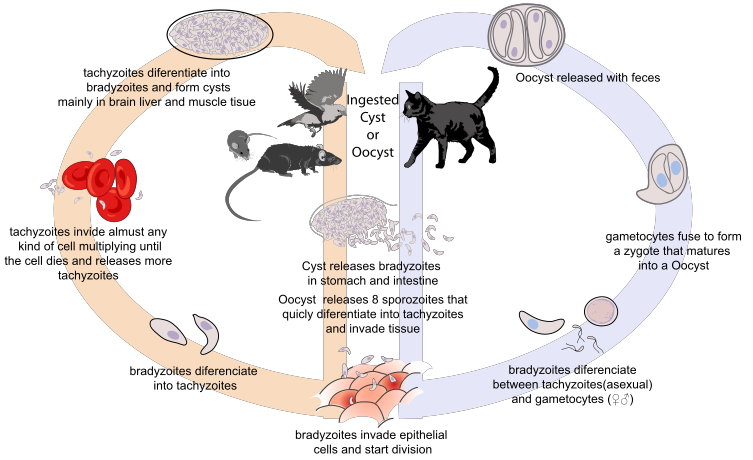 tachyzoites diferentiate into
bradyzoites and form cysts
mainly in brain liver and muscle tisue
Ingested
Cyst
or
Oocyst
Oocyst released with feces
tachyzoites invide almost any
kind of cell multiplying until
the cell dies and releases more
tachyzoites
gametocytes fuse to form
a zygote that matures
into a Oocyst
Cyst releases bradyzoites
in stomach and intestine
Oocyst releases 8 sporozoites that
quicly diferentiate into tachyzoites
and invade tissue
bradyzoites diferenciate
into tachyzoites
bradyzoites diferenciate
between tachyzoites(asexual)
and gametocytes (♀♂)
bradyzoites invade epithelial
cells and start division